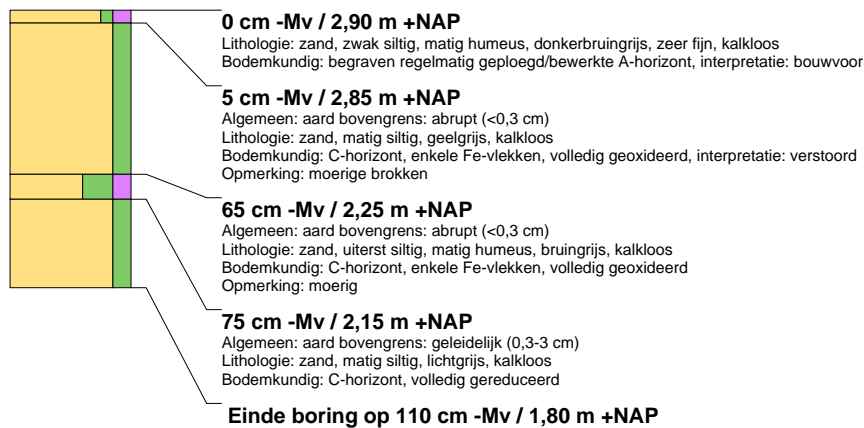 0 cm -Mv / 2,90 m +NAP
Lithologie: zand, zwak siltig, matig humeus, donkerbruingrijs, zeer fijn, kalkloos
Bodemkundig: begraven regelmatig geploegd/bewerkte A-horizont, interpretatie: bouwvoor
5 cm -Mv / 2,85 m +NAP
Algemeen: aard bovengrens: abrupt (<0,3 cm)
Lithologie: zand, matig siltig, geelgrijs, kalkloos
Bodemkundig: C-horizont, enkele Fe-vlekken, volledig geoxideerd, interpretatie: verstoord
Opmerking: moerige brokken
65 cm -Mv / 2,25 m +NAP
Algemeen: aard bovengrens: abrupt (<0,3 cm)
Lithologie: zand, uiterst siltig, matig humeus, bruingrijs, kalkloos
Bodemkundig: C-horizont, enkele Fe-vlekken, volledig geoxideerd
Opmerking: moerig
75 cm -Mv / 2,15 m +NAP
Algemeen: aard bovengrens: geleidelijk (0,3-3 cm)
Lithologie: zand, matig siltig, lichtgrijs, kalkloos
Bodemkundig: C-horizont, volledig gereduceerd
Einde boring op 110 cm -Mv / 1,80 m +NAP